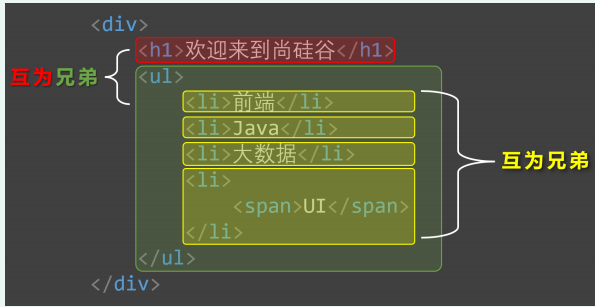 <div>
<h1>欢迎来到尚硅谷</h1>
互为兄弟
<ul>
<li>前端</li>
<li>Java</li>
<li>大数据</li>
互为兄弟
<li>
<span>UI</span>
</li>
</ul>
</div>